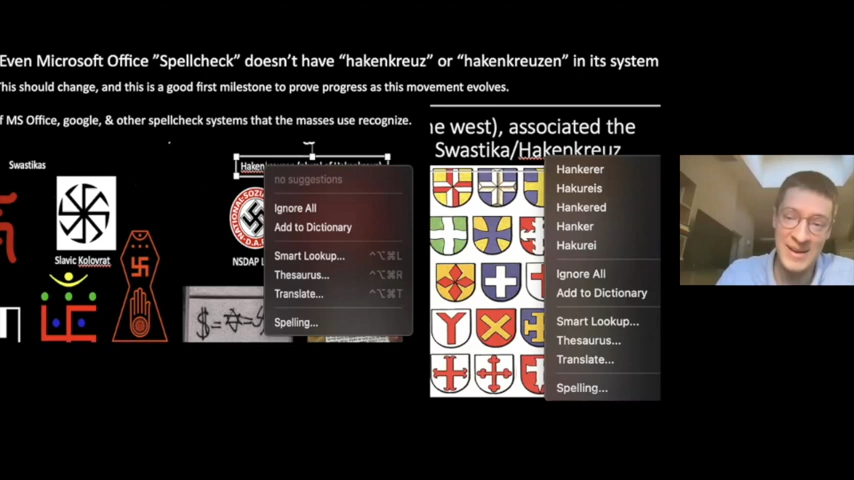 Even Microsoft Office "Spellcheck" doesn't have "hakenkreuz" or "hakenkreuzen" in its system
This should change, and this is a good first milestone to prove progress as this movement evolves.
f MS Office, google, & other spellcheck systems that the masses use recognize.
Swastikas
Slavic Kolovrat
NATIONAL-SOZIA
D.A.P.
NSDAP L
no suggestions
Ignore All
Add to Dictionary
Smart Lookup... ^⌥⌘L
Thesaurus... ^⌥⌘R
Translate... ^⌥⌘T
Spelling...
ne west), associated the
Swastika/Hakenkreuz
Hankerer
Hakureis
Hankered
Hanker
Hakurei
Ignore All
Add to Dictionary
Smart Lookup...
Thesaurus...
Translate...
Spelling...